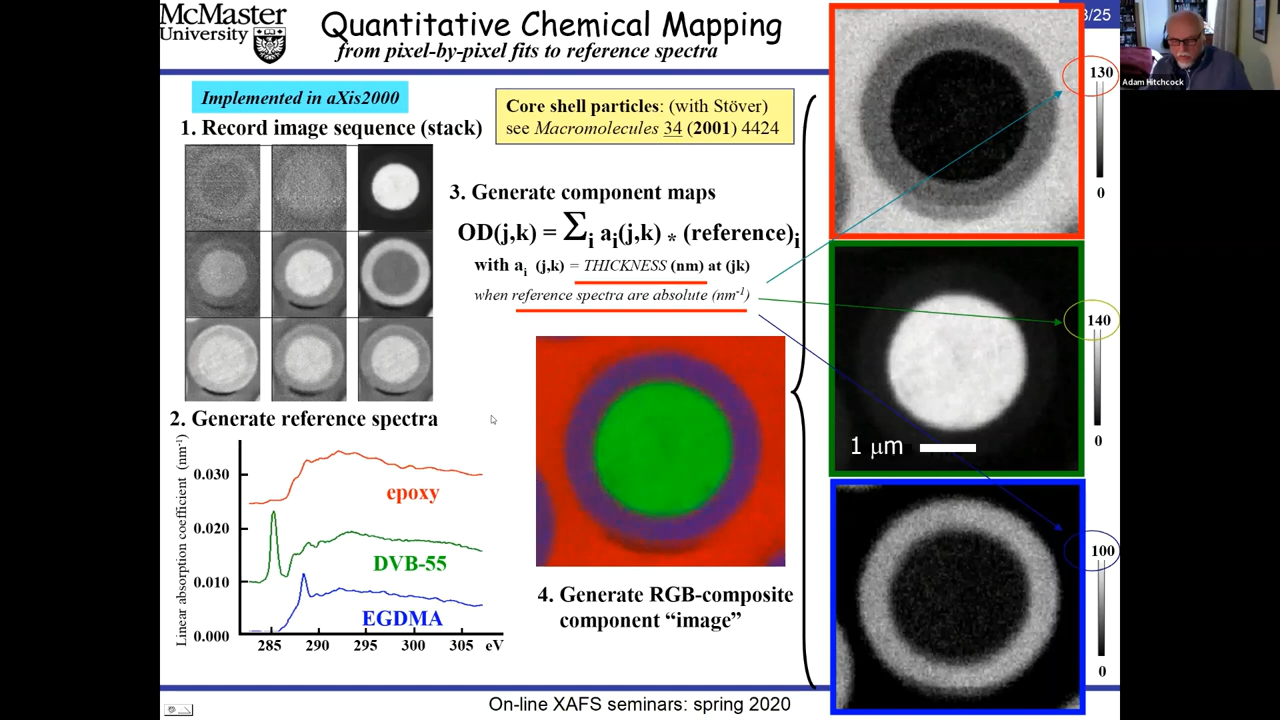 McMaster
University
Quantitative Chemical Mapping
from pixel-by-pixel fits to reference spectra
3/25
Adam Hitchcock
Implemented in aXis2000
Core shell particles: (with Stöver)
see Macromolecules 34 (2001) 4424
1. Record image sequence (stack)
3. Generate component maps
OD(j,k) = Σi ai(j,k) * (reference)i
with ai (j,k) = THICKNESS (nm) at (jk)
when reference spectra are absolute (nm-1)
130
0
140
0
1 µm
100
0
2. Generate reference spectra
Linear absorption coefficient (nm-1)
0.030
0.020
0.010
0.000
epoxy
DVB-55
EGDMA
285 290 295 300 305 eV
4. Generate RGB-composite
component “image”
On-line XAFS seminars: spring 2020